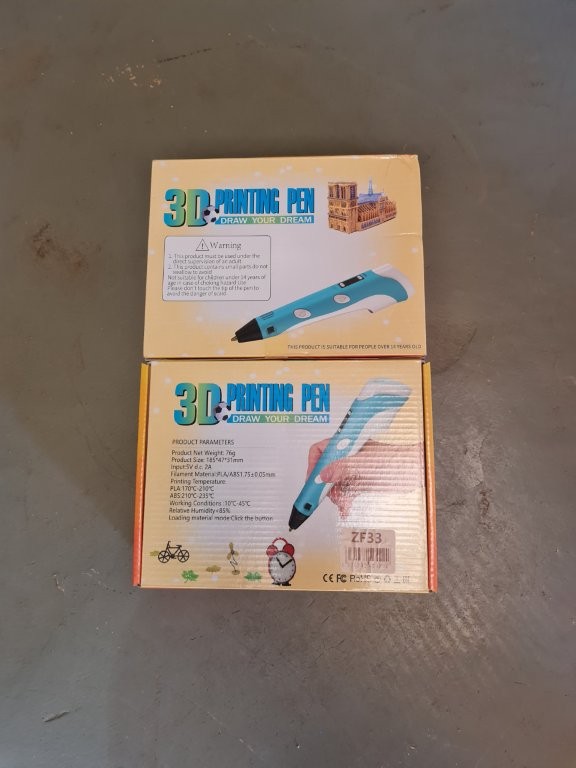 3D PRINTING PEN
DRAW YOUR DREAM
Warning
1. This product must be used under the
direct supervision of an adult
2. This product contains small parts do not
swallow to avoid
Not suitable for children under 14 years of
age in case of choking hazard use
Please don't touch the tip of the pen to
avoid the danger of
THIS PRODUCT IS SUITABLE FOR PEOPLE OVER 14 YEARS OLD
3D PRINTING PEN
DRAW YOUR DREAM
PRODUCT PARAMETERS
Product Net Weight: 76g
Product Size: 185*47*31mm
Input:5V d.c. 2A
Filament Material:PLA/ABS1.75±0.05mm
Printing Temperature:
PLA:170℃-210℃
ABS:210℃-235℃
Working Conditions:10℃-45℃
Relative Humidity<85%
Loading material mode:Click the button
ZF33
CE FC RoHS